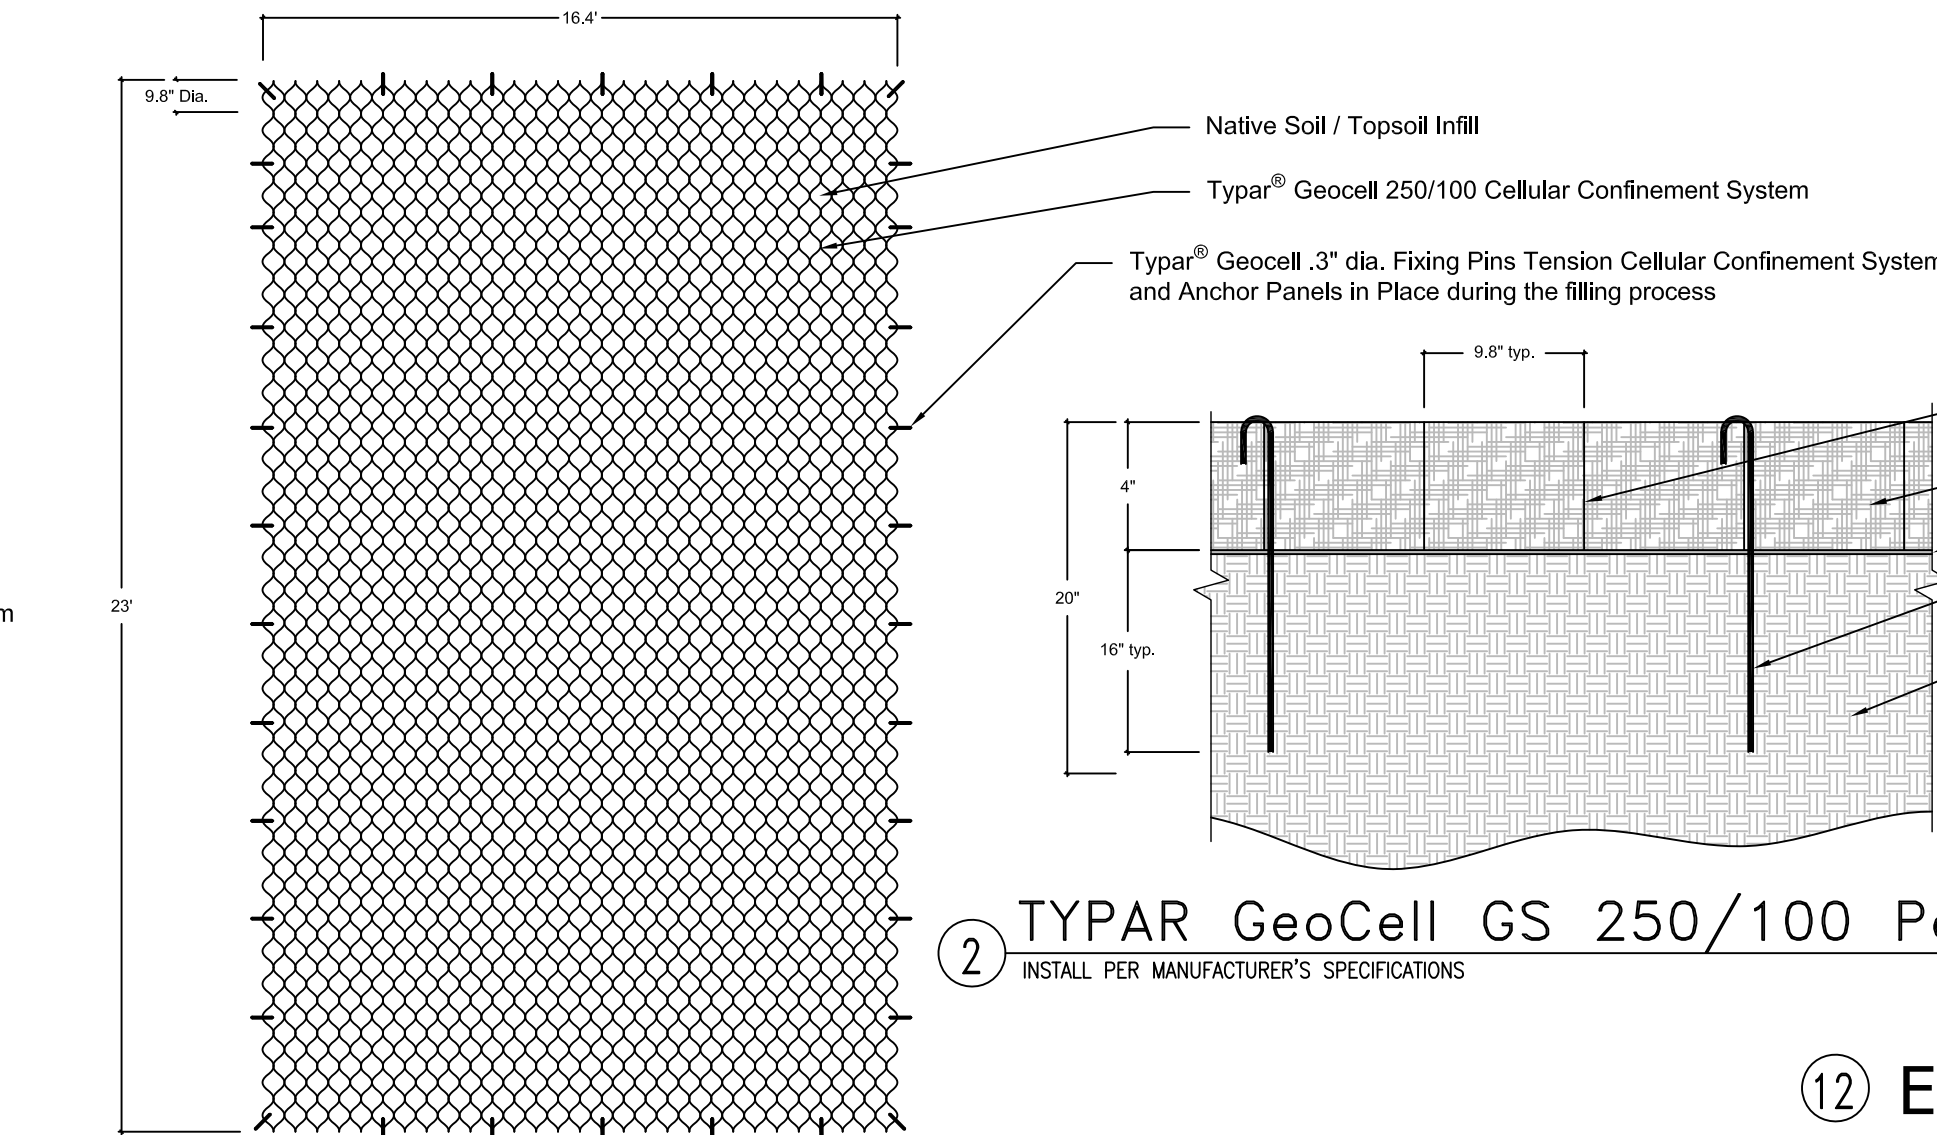 16.4'
9.8" Dia.
Native Soil / Topsoil Infill
Typar® Geocell 250/100 Cellular Confinement System
Typar® Geocell .3" dia. Fixing Pins Tension Cellular Confinement System
and Anchor Panels in Place during the filling process
9.8" typ.
4"
20"
16" typ.
23'
m
2
TYPAR GeoCell GS 250/100
INSTALL PER MANUFACTURER'S SPECIFICATIONS
12 E